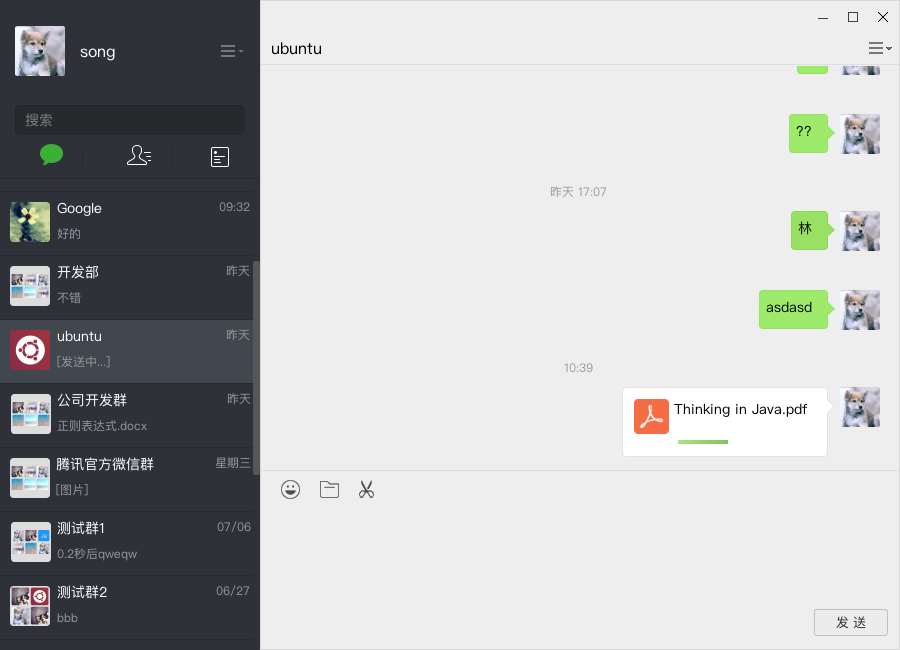 song
搜索
Google
09:32
好的
开发部
昨天
不错
ubuntu
昨天
[发送中...]
公司开发群
昨天
正则表达式.docx
腾讯官方微信群
星期三
[图片]
测试群1
07/06
0.2秒后qweqw
测试群2
06/27
bbb
ubuntu
??
昨天 17:07
林
asdasd
10:39
Thinking in Java.pdf
发 送